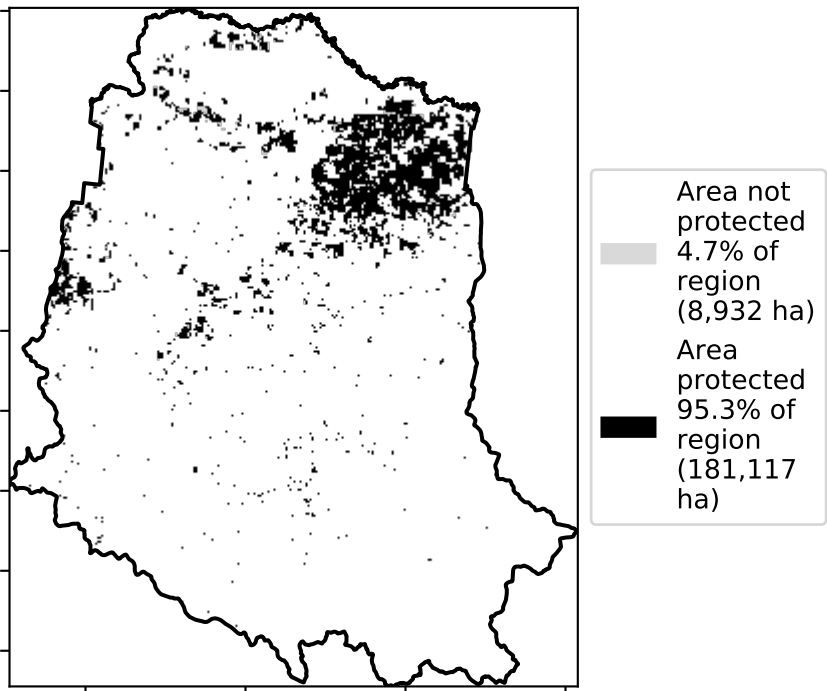 Area not
protected
4.7% of
region
(8,932 ha)
Area
protected
95.3% of
region
(181,117
ha)